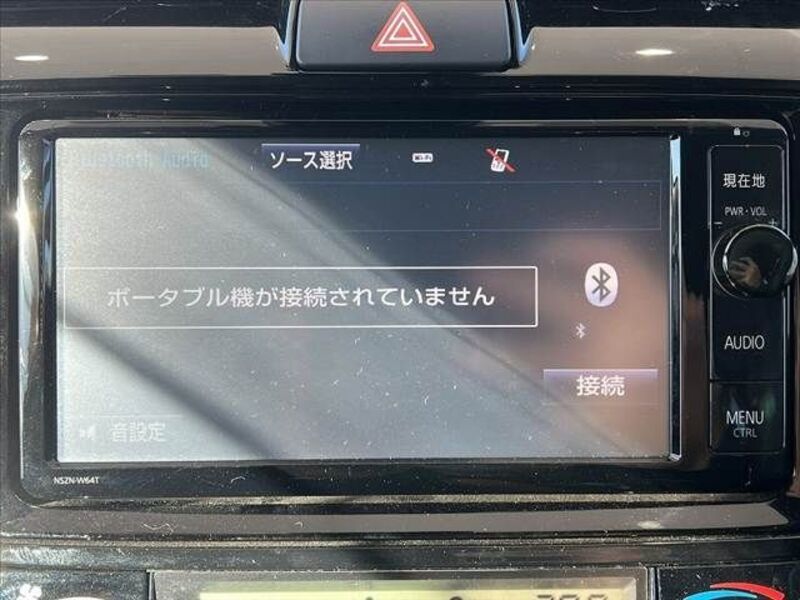 Bluetooth Audio ソース選択 Wi-Fi
現在地
PWR・VOL
- +
ポータブル機が接続されていません
AUDIO
接続
MENU
CTRL
音設定
NSZN-W64T